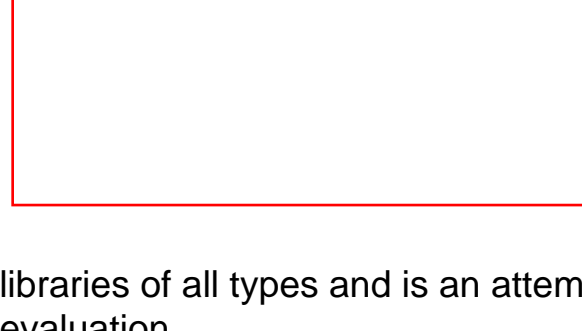 libraries of all types and is an attem
evaluation